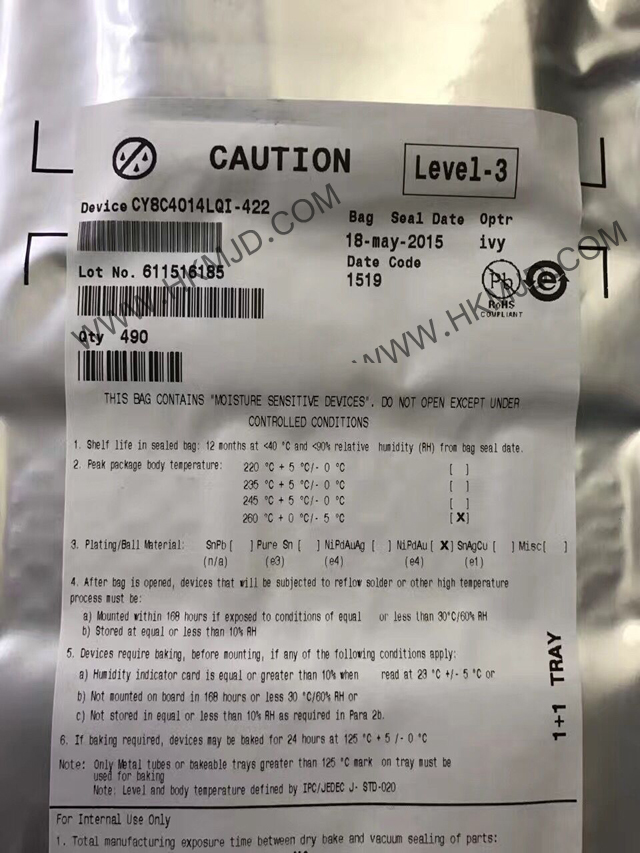 CAUTION
Level-3
Device CY8C4014LQI-422
Bag Seal Date Optr
18-may-2015 ivy
Lot No. 611516185
Date Code
1519
Pb
e
RoHS
COMPLIANT
Qty 490
WWW.HKMJD.COM
WWW.HKMJD.COM
THIS BAG CONTAINS "MOISTURE SENSITIVE DEVICES". DO NOT OPEN EXCEPT UNDER
CONTROLLED CONDITIONS
1. Shelf life in sealed bag: 12 months at <40 °C and <90% relative humidity (RH) from bag seal date.
2. Peak package body temperature: 220 °C + 5 °C/- 0 °C [ ]
235 °C + 5 °C/- 0 °C [ ]
245 °C + 5 °C/- 0 °C [ ]
260 °C + 0 °C/- 5 °C [X]
3. Plating/Ball Material: SnPb [ ] Pure Sn [ ] NiPdAuAg [ ] NiPdAu [ X] SnAgCu [ ] Misc[ ]
(n/a) (e3) (e4) (e4) (e1)
4. After bag is opened, devices that will be subjected to reflow solder or other high temperature
process must be:
a) Mounted within 168 hours if exposed to conditions of equal or less than 30°C/60% RH
b) Stored at equal or less than 10% RH
5. Devices require baking, before mounting, if any of the following conditions apply:
a) Humidity indicator card is equal or greater than 10% when read at 23 °C +/- 5 °C or
b) Not mounted on board in 168 hours or less 30 °C/60% RH or
c) Not stored in equal or less than 10% RH as required in Para 2b.
6. If baking required, devices may be baked for 24 hours at 125 °C + 5 /- 0 °C
Note: Only Metal tubes or bakeable trays greater than 125 °C mark on tray must be
used for baking
Note: Level and body temperature defined by IPC/JEDEC J- STD-020
1+1 TRAY
For Internal Use Only
1. Total manufacturing exposure time between dry bake and vacuum sealing of parts: